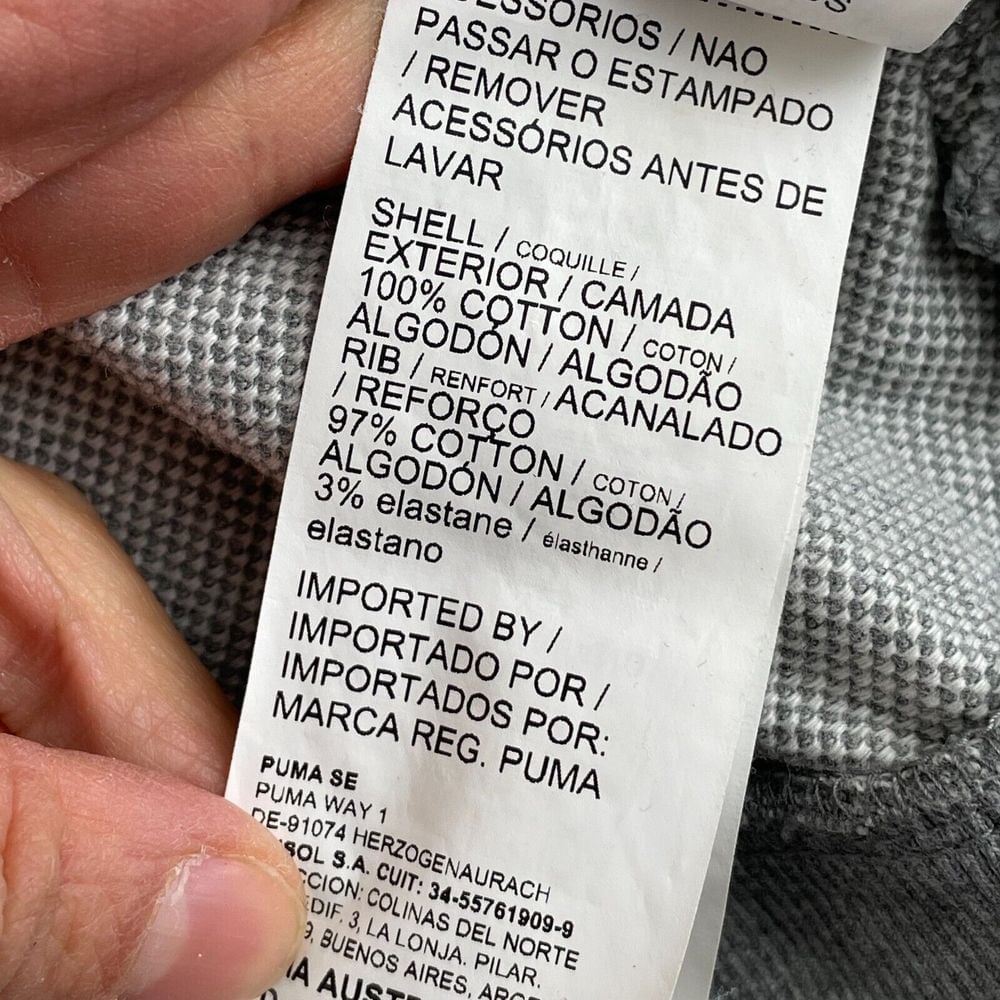 / NAO
PASSAR O ESTAMPADO
/ REMOVER
ACESSÓRIOS ANTES DE
LAVAR
SHELL / COQUILLE /
EXTERIOR / CAMADA
100% COTTON / COTON /
ALGODÓN / ALGODÃO
RIB / RENFORT / ACANALADO
/ REFORÇO
97% COTTON / COTON /
ALGODÓN / ALGODÃO
3% elastane / élasthanne /
elastano
IMPORTED BY /
IMPORTADO POR /
IMPORTADOS POR:
MARCA REG. PUMA
PUMA SE
PUMA WAY 1
DE-91074 HERZOGENAURACH
S.A. CUIT: 34-55761909-9
COLINAS DEL NORTE
EDIF. 3, LA LONJA. PILAR.
BUENOS AIRES,